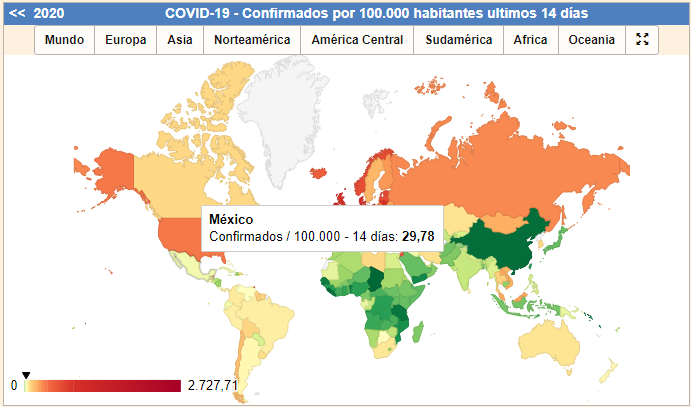 << 2020 COVID-19 - Confirmados por 100.000 habitantes ultimos 14 días
Mundo Europa Asia Norteamérica América Central Sudamérica Africa Oceania
México
Confirmados / 100.000 - 14 días: 29,78
0 2.727,71